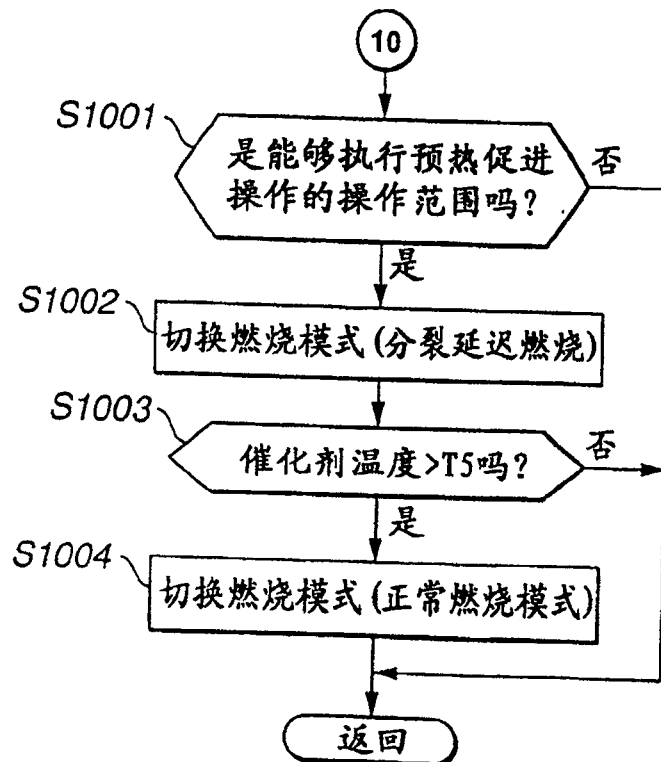 10
S1001
是能够执行预热促进
操作的操作范围吗?
否
是
S1002
切换燃烧模式(分裂延迟燃烧)
S1003
催化剂温度>T5吗?
否
是
S1004
切换燃烧模式(正常燃烧模式)
返回